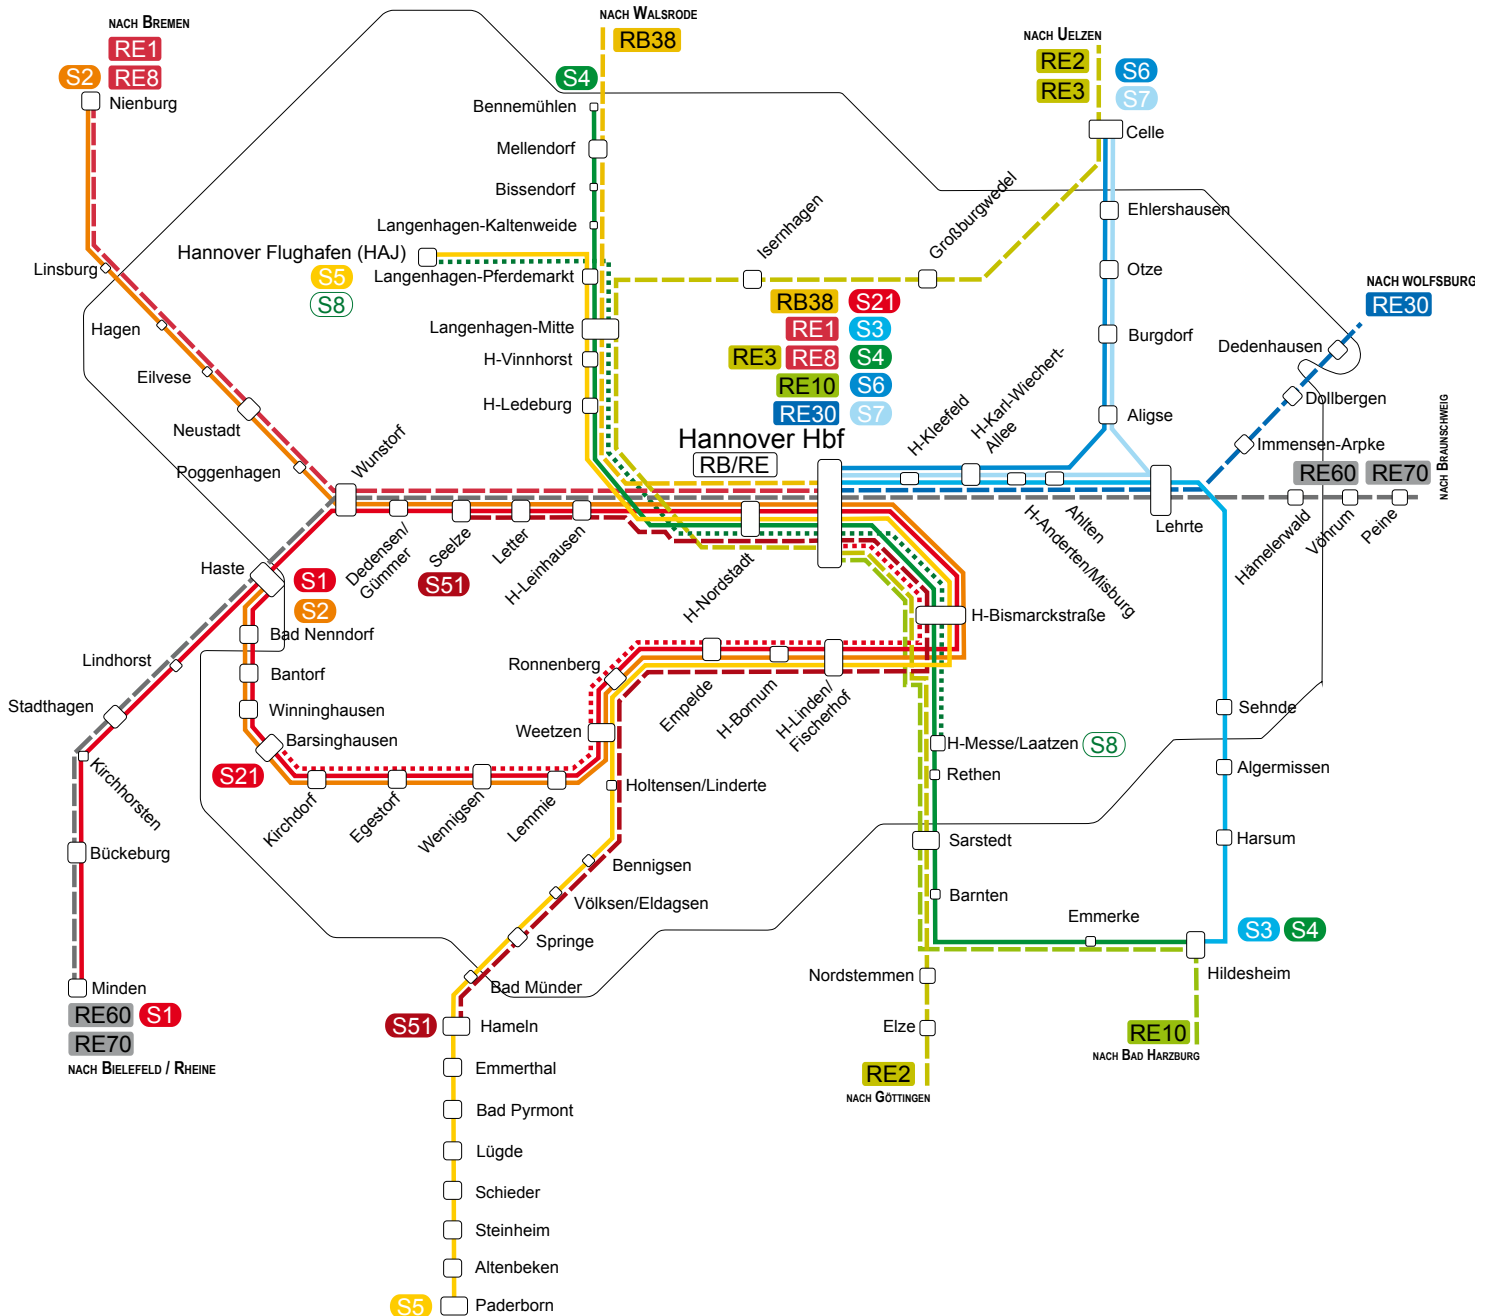 NACH BREMEN
RE1
S2 RE8
Nienburg
NACH WALSRODE
RB38
S4
Bennemühlen
Mellendorf
Bissendorf
Langenhagen-Kaltenweide
Hannover Flughafen (HAJ)
S5
S8
Langenhagen-Pferdemarkt
Langenhagen-Mitte
H-Vinnhorst
H-Ledeburg
NACH UELZEN
RE2
RE3
S6
S7
Celle
Ehlershausen
Otze
Burgdorf
Aligse
Isernhagen
Großburgwedel
NACH WOLFSBURG
RE30
Dedenhausen
Dollbergen
Immensen-Arpke
RE60 RE70
NACH BRAUNSCHWEIG
Linsburg
Hagen
Eilvese
Neustadt
Poggenhagen
Wunstorf
RB38 S21
RE1 S3
RE3 RE8 S4
RE10 S6
RE30 S7
Hannover Hbf
RB/RE
H-Kleefeld
H-Karl-Wiechert-
Allee
H-Anderten/Misburg
Ahlten
Lehrte
Hämelerwald
Vöhrum
Peine
Dedensen/
Gümmer
Seelze
S51
Letter
H-Leinhausen
H-Nordstadt
Haste
S1
S2
Bad Nenndorf
Bantorf
Winninghausen
Barsinghausen
S21
Kirchdorf
Egestorf
Wennigsen
Lemmie
Weetzen
Ronnenberg
Empelde
H-Bornum
H-Linden/
Fischerhof
H-Bismarckstraße
Lindhorst
Stadthagen
Kirchhorsten
Bückeburg
Minden
RE60 S1
RE70
NACH BIELEFELD / RHEINE
Holtensen/Linderte
Bennigsen
Völksen/Eldagsen
Springe
Bad Münder
S51
Hameln
Emmerthal
Bad Pyrmont
Lügde
Schieder
Steinheim
Altenbeken
S5
Paderborn
H-Messe/Laatzen S8
Rethen
Sarstedt
Barnten
Nordstemmen
Elze
RE2
NACH GÖTTINGEN
Emmerke
Sehnde
Algermissen
Harsum
S3 S4
Hildesheim
RE10
NACH BAD HARZBURG